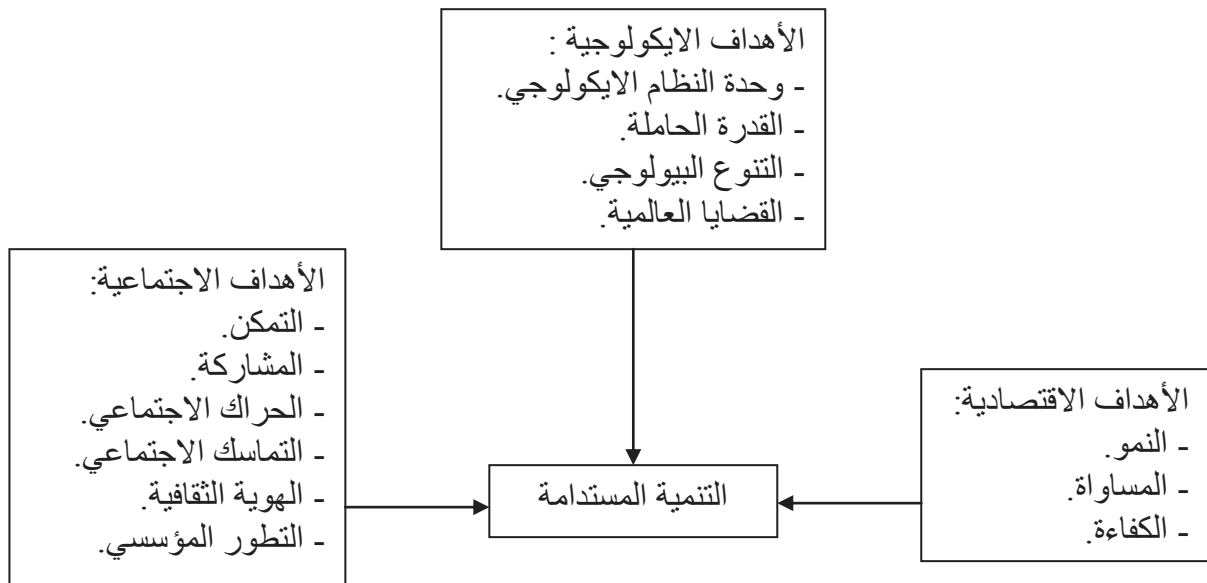 الأهداف الايكولوجية :
- وحدة النظام الايكولوجي.
- القدرة الحاملة.
- التنوع البيولوجي.
- القضايا العالمية.
الأهداف الاقتصادية:
- النمو.
- المساواة.
- الكفاءة.
التنمية المستدامة
الأهداف الاجتماعية:
- التمكن.
- المشاركة.
- الحراك الاجتماعي.
- التماسك الاجتماعي.
- الهوية الثقافية.
- التطور المؤسسي.